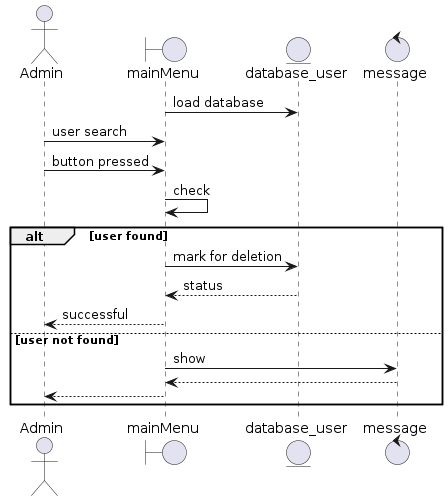 Admin mainMenu database_user message
load database
user search
button pressed
check
alt [user found]
mark for deletion
status
successful
[user not found]
show
Admin mainMenu database_user message